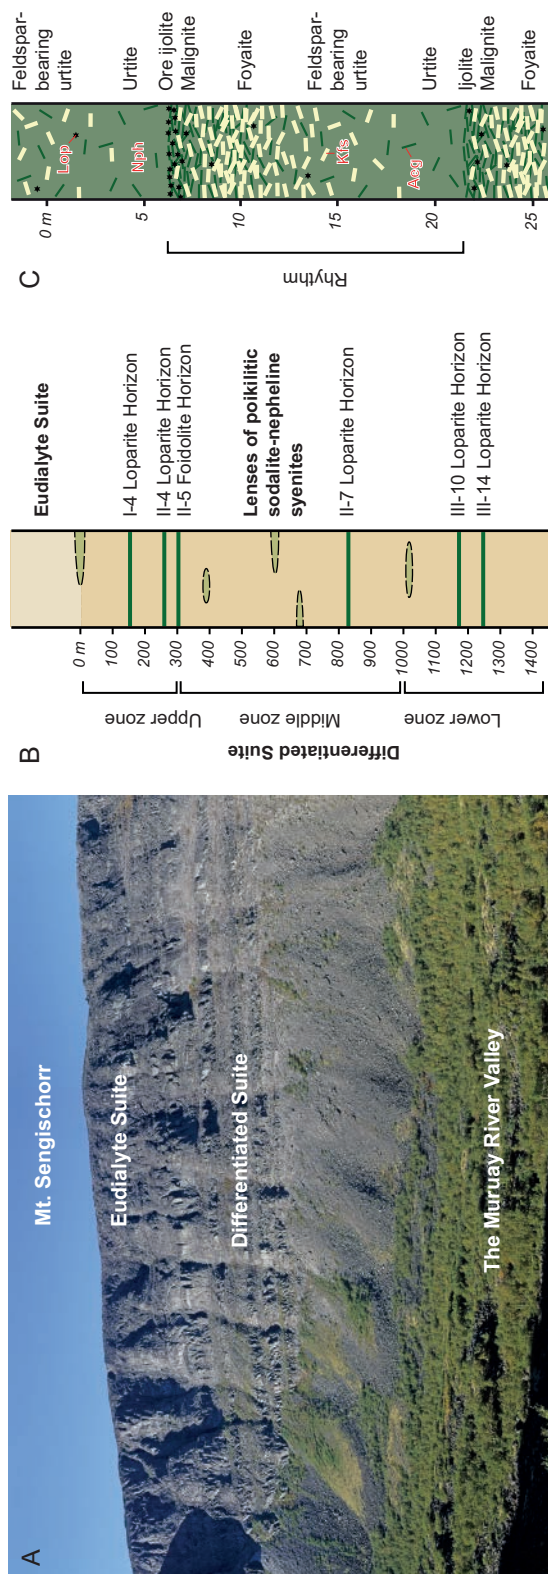 A
Mt. Sengischorr
Eudialyte Suite
Differentiated Suite
The Muruay River Valley
B
Differentiated Suite
Upper zone
Middle zone
Lower zone
0 m
100
200
300
400
500
600
700
800
900
1000
1100
1200
1300
1400
Eudialyte Suite
I-4 Loparite Horizon
II-4 Loparite Horizon
II-5 Foidolite Horizon
Lenses of poikilitic
sodalite-nepheline
syenites
II-7 Loparite Horizon
III-10 Loparite Horizon
III-14 Loparite Horizon
C
Rhythm
0 m
5
10
15
20
25
Lop
Nph
Kfs
Aeg
Feldspar-
bearing
urtite
Urtite
Ore ijolite
Malignite
Foyaite
Feldspar-
bearing
urtite
Urtite
Ijolite
Malignite
Foyaite